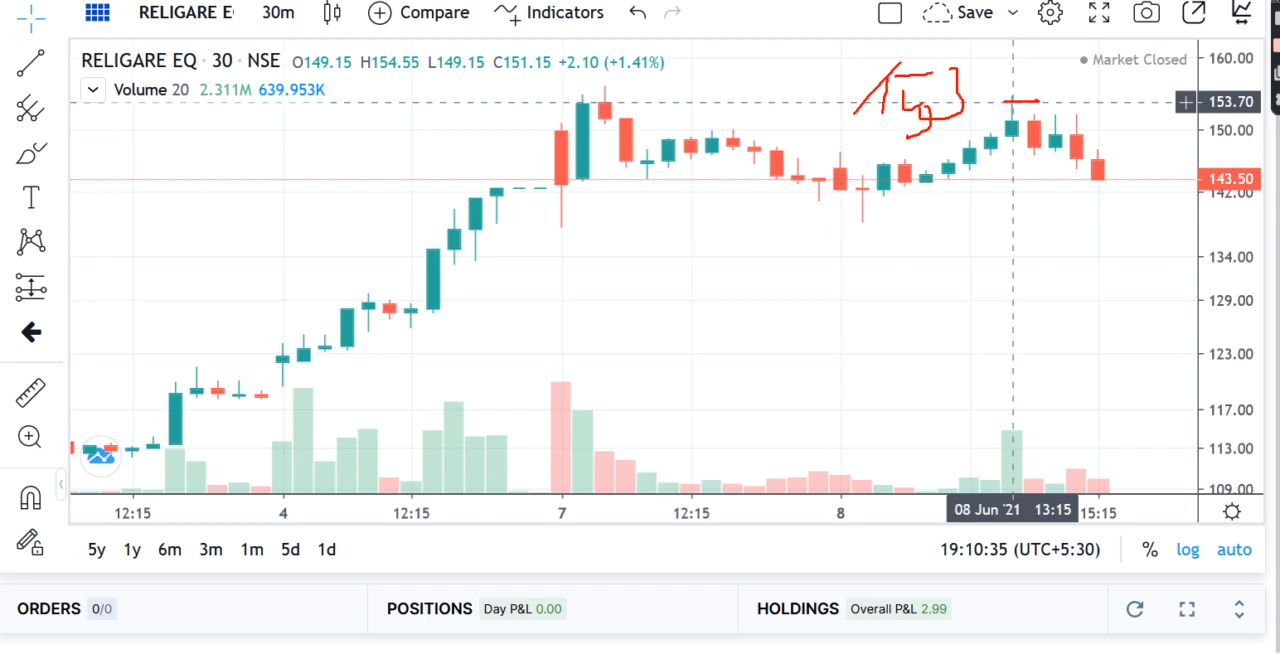 RELIGARE E
30m
Compare
Indicators
Save
RELIGARE EQ · 30 · NSE O149.15 H154.55 L149.15 C151.15 +2.10 (+1.41%)
Market Closed
Volume 20 2.311M 639.953K
160.00
153.70
150.00
143.50
142.00
134.00
129.00
123.00
117.00
113.00
109.00
12:15 4 12:15 7 12:15 8 08 Jun '21 13:15 15:15
5y 1y 6m 3m 1m 5d 1d
19:10:35 (UTC+5:30) % log auto
ORDERS 0/0 POSITIONS Day P&L 0.00 HOLDINGS Overall P&L 2.99